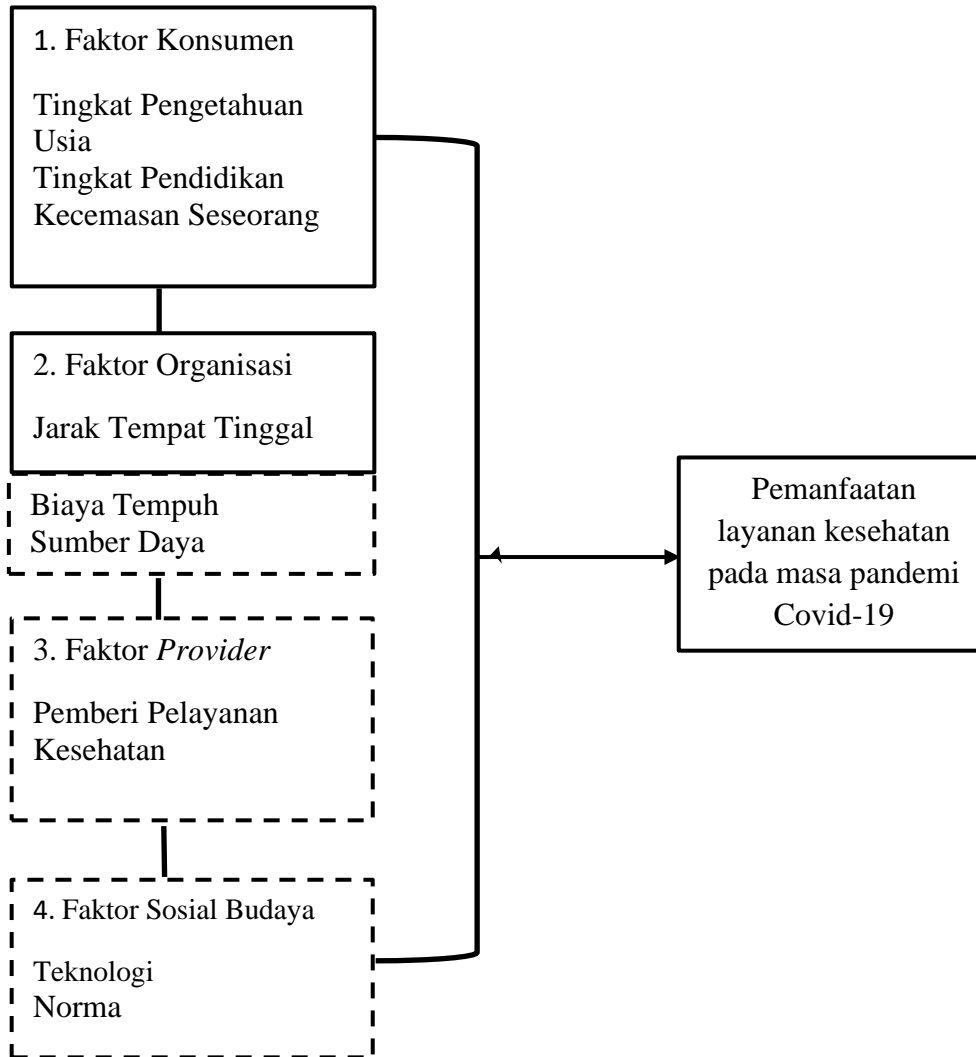 1. Faktor Konsumen
Tingkat Pengetahuan
Usia
Tingkat Pendidikan
Kecemasan Seseorang
2. Faktor Organisasi
Jarak Tempat Tinggal
Biaya Tempuh
Sumber Daya
3. Faktor Provider
Pemberi Pelayanan
Kesehatan
4. Faktor Sosial Budaya
Teknologi
Norma
Pemanfaatan
layanan kesehatan
pada masa pandemi
Covid-19